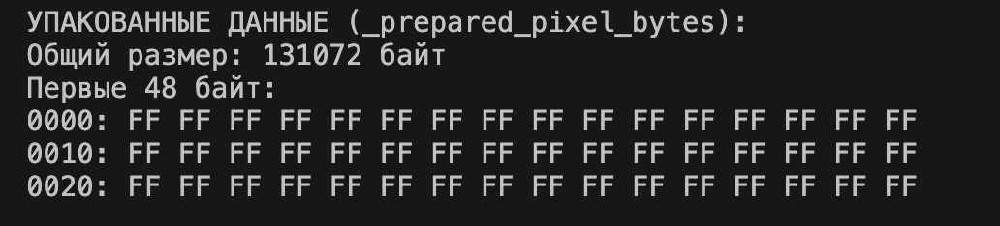 УПАКОВАННЫЕ ДАННЫЕ (_prepared_pixel_bytes):
Общий размер: 131072 байт
Первые 48 байт:
0000: FF FF FF FF FF FF FF FF FF FF FF FF FF FF FF FF
0010: FF FF FF FF FF FF FF FF FF FF FF FF FF FF FF FF
0020: FF FF FF FF FF FF FF FF FF FF FF FF FF FF FF FF